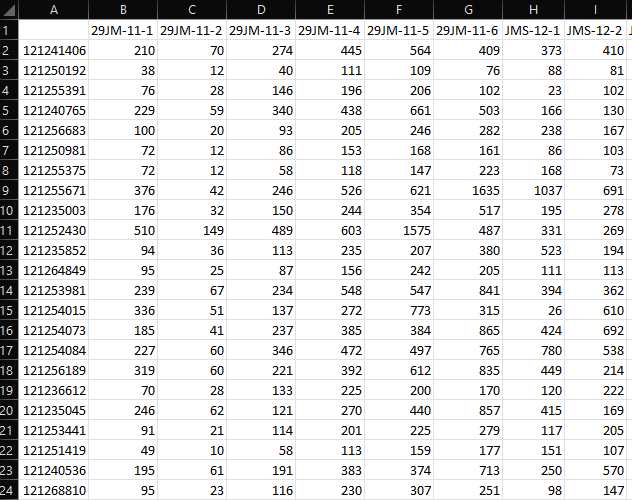 A B C D E F G H I
1 29JM-11-1 29JM-11-2 29JM-11-3 29JM-11-4 29JM-11-5 29JM-11-6 JMS-12-1 JMS-12-2
2 121241406 210 70 274 445 564 409 373 410
3 121250192 38 12 40 111 109 76 88 81
4 121255391 76 28 146 196 206 102 23 102
5 121240765 229 59 340 438 661 503 166 130
6 121256683 100 20 93 205 246 282 238 167
7 121250981 72 12 86 153 168 161 86 103
8 121255375 72 12 58 118 147 223 168 73
9 121255671 376 42 246 526 621 1635 1037 691
10 121235003 176 32 150 244 354 517 195 278
11 121252430 510 149 489 603 1575 487 331 269
12 121235852 94 36 113 235 207 380 523 194
13 121264849 95 25 87 156 242 205 111 113
14 121253981 239 67 234 548 547 841 394 362
15 121254015 336 51 137 272 773 315 26 610
16 121254073 185 41 237 385 384 865 424 692
17 121254084 227 60 346 472 497 765 780 538
18 121256189 319 60 221 392 612 835 449 214
19 121236612 70 28 133 225 200 170 120 222
20 121235045 246 62 121 270 440 857 415 169
21 121253441 91 21 114 201 225 279 117 205
22 121251419 49 10 58 113 159 177 151 107
23 121240536 195 61 191 383 374 713 250 570
24 121268810 95 23 116 230 307 251 98 147